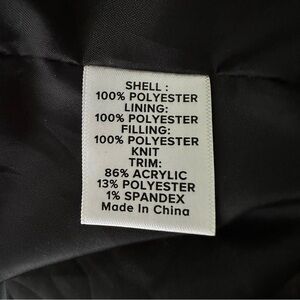 SHELL :
100% POLYESTER
LINING:
100% POLYESTER
FILLING:
100% POLYESTER
KNIT
TRIM:
86% ACRYLIC
13% POLYESTER
1% SPANDEX
Made In China